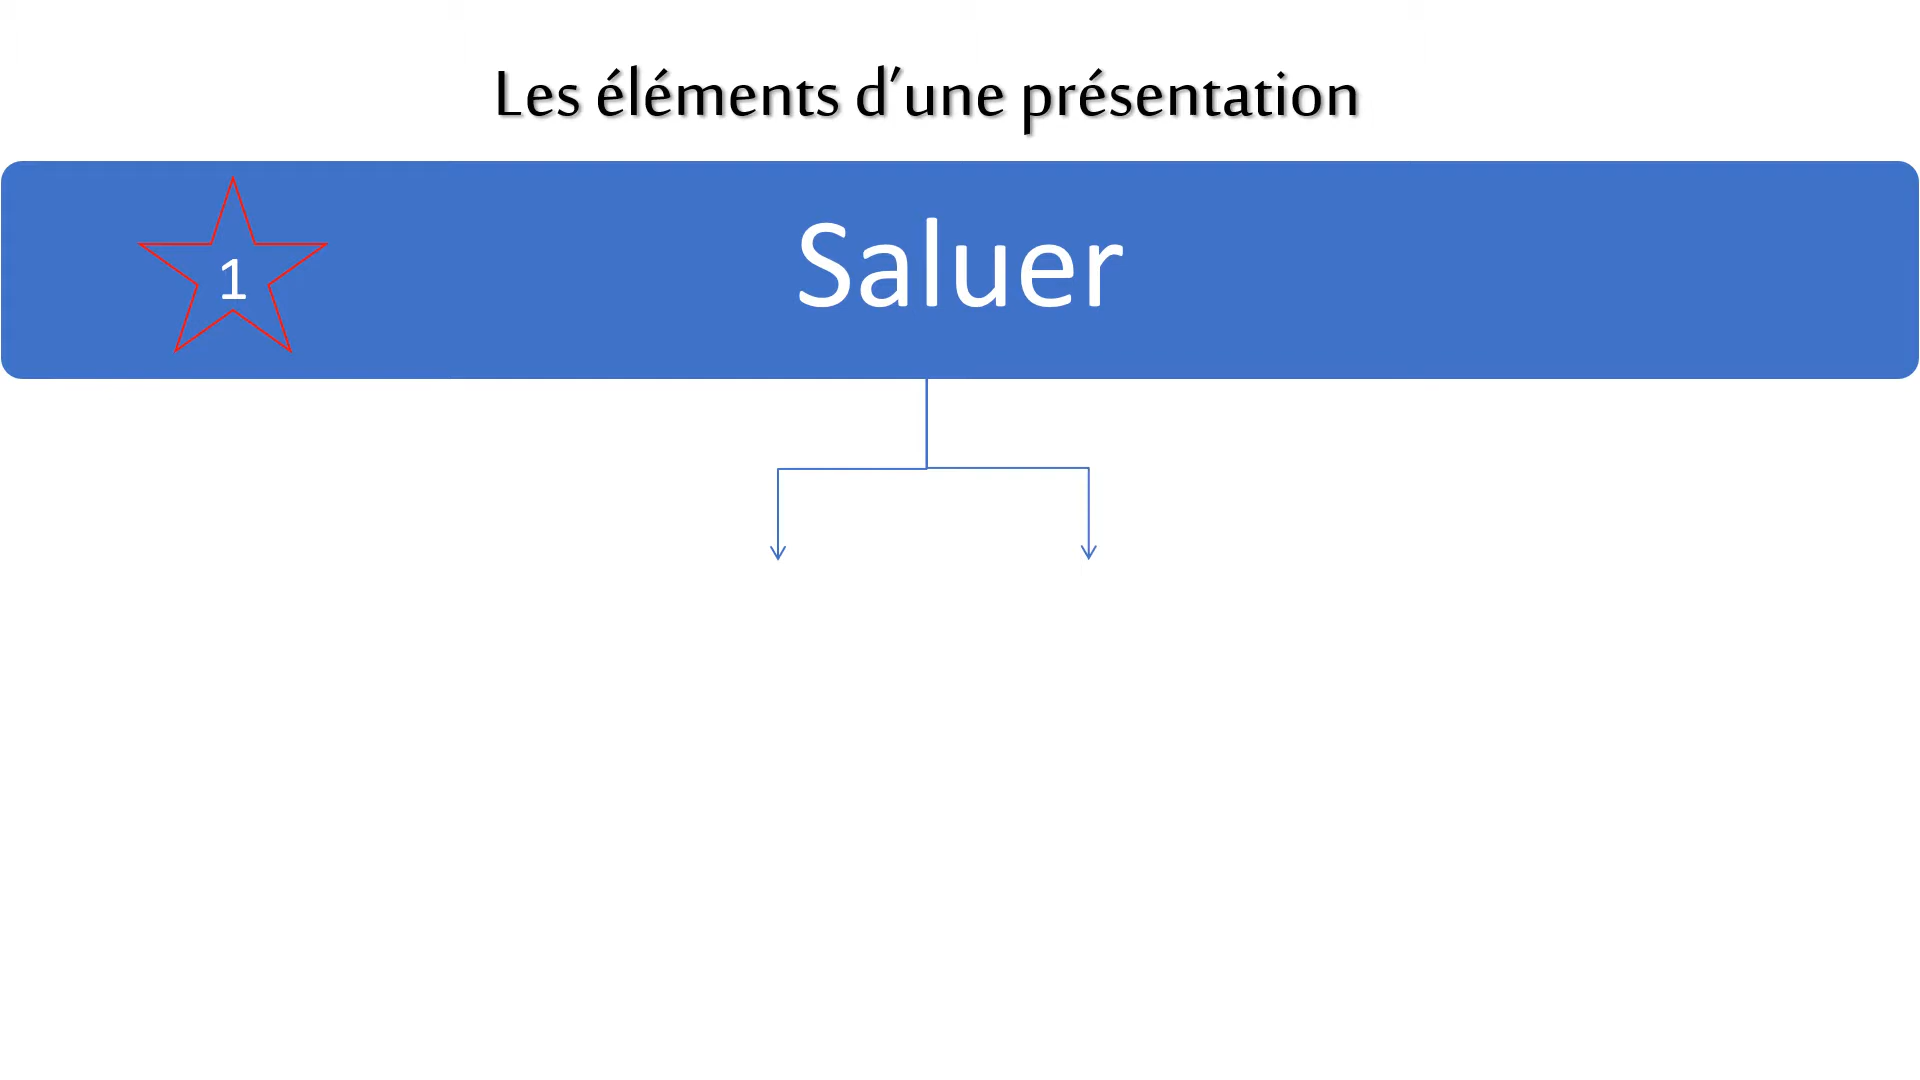 Les éléments d’une présentation
1
Saluer